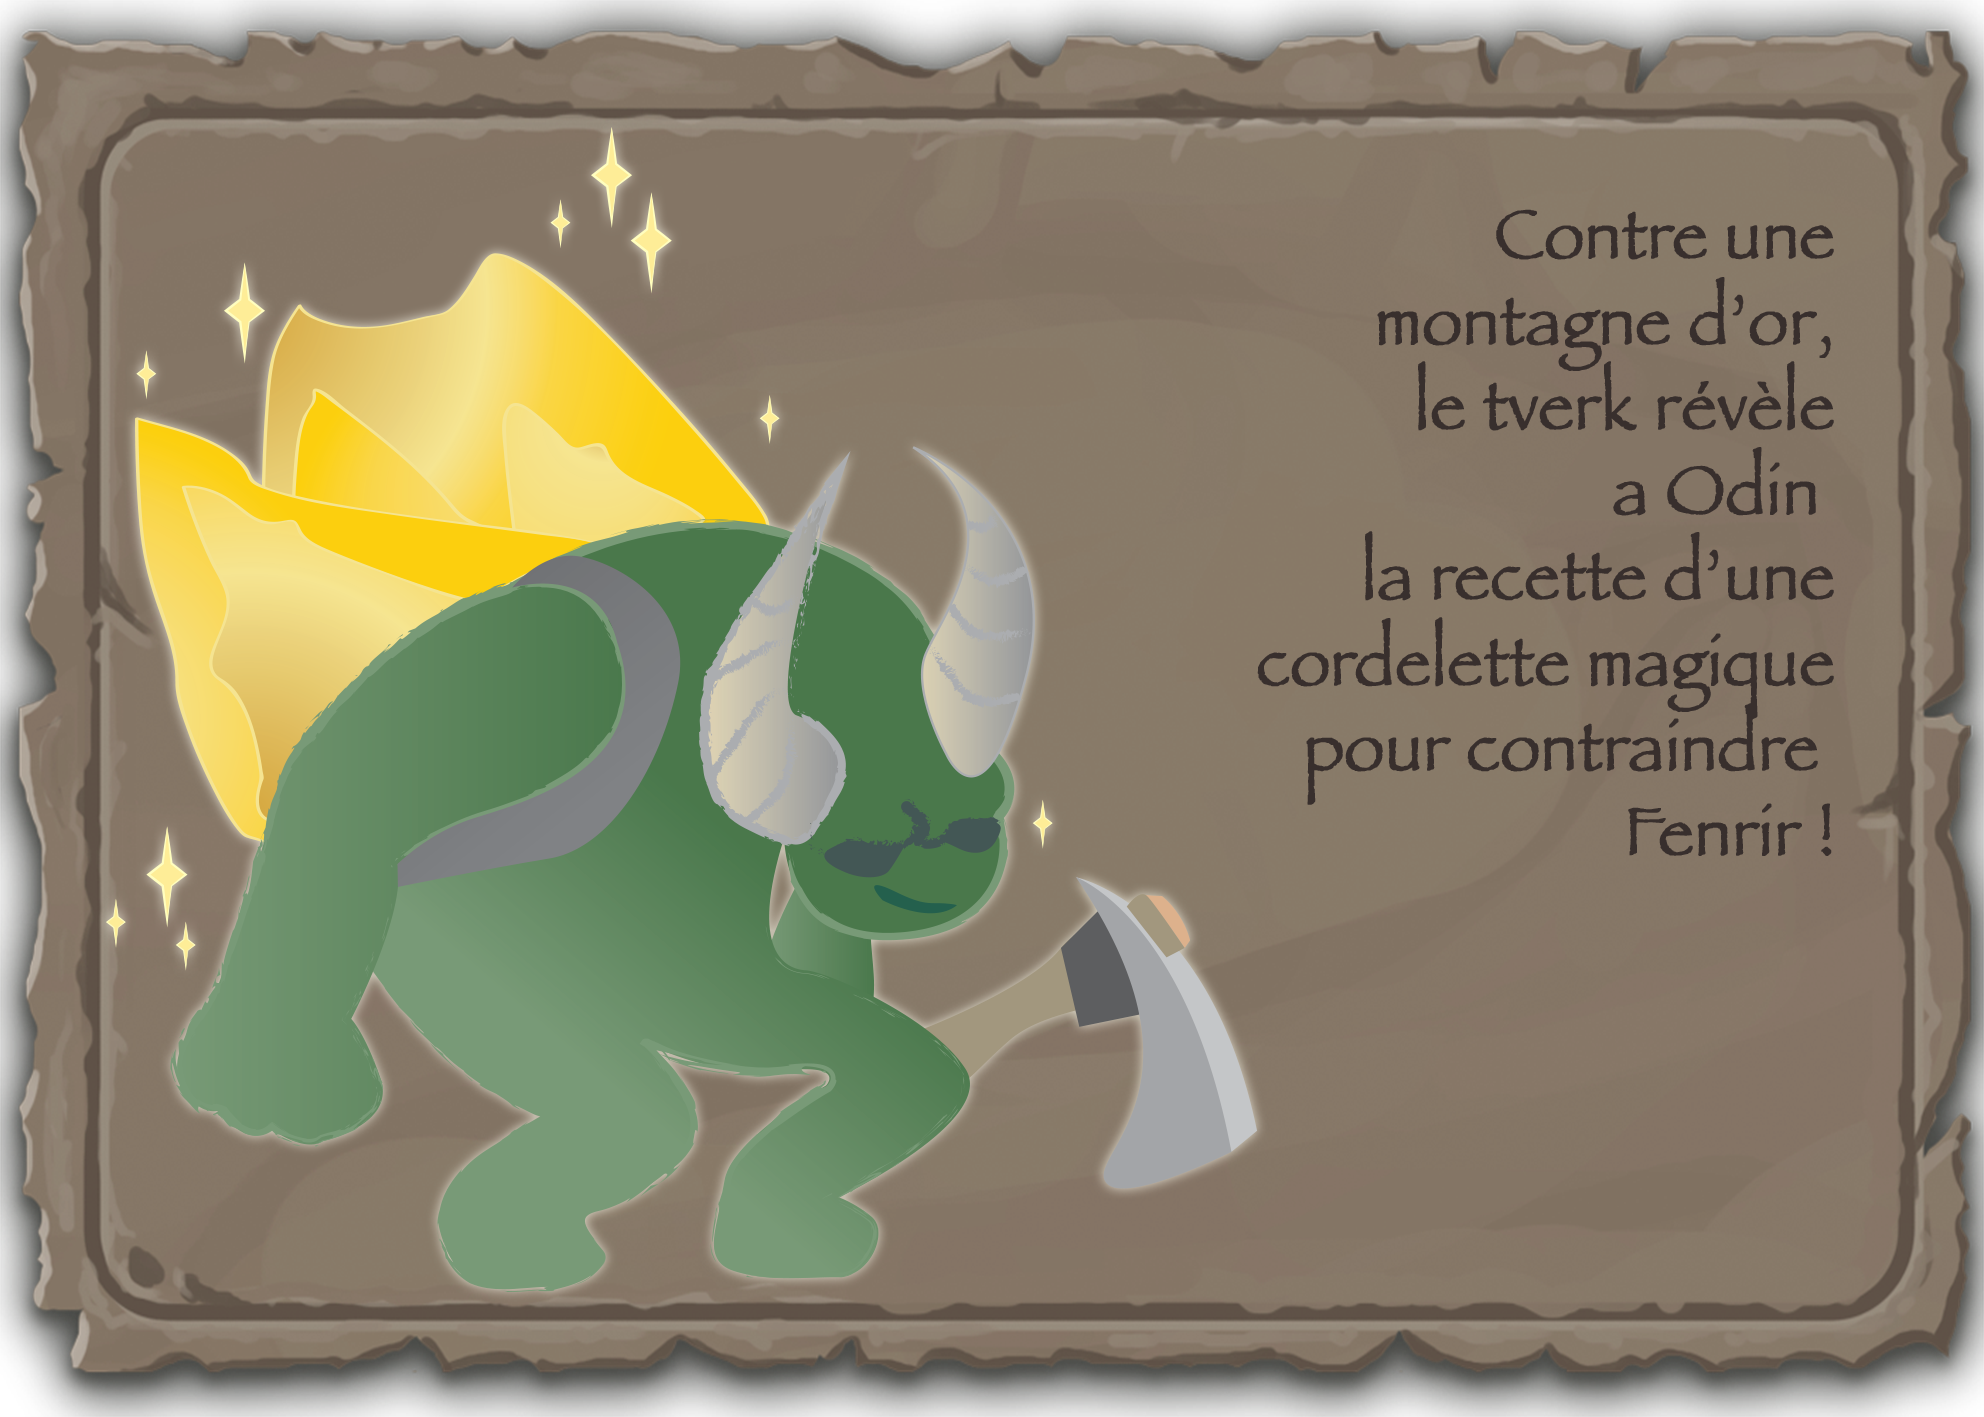 Contre une
montagne d’or,
le tverk révèle
a Odin
la recette d’une
cordelette magique
pour contraindre
Fenrir !